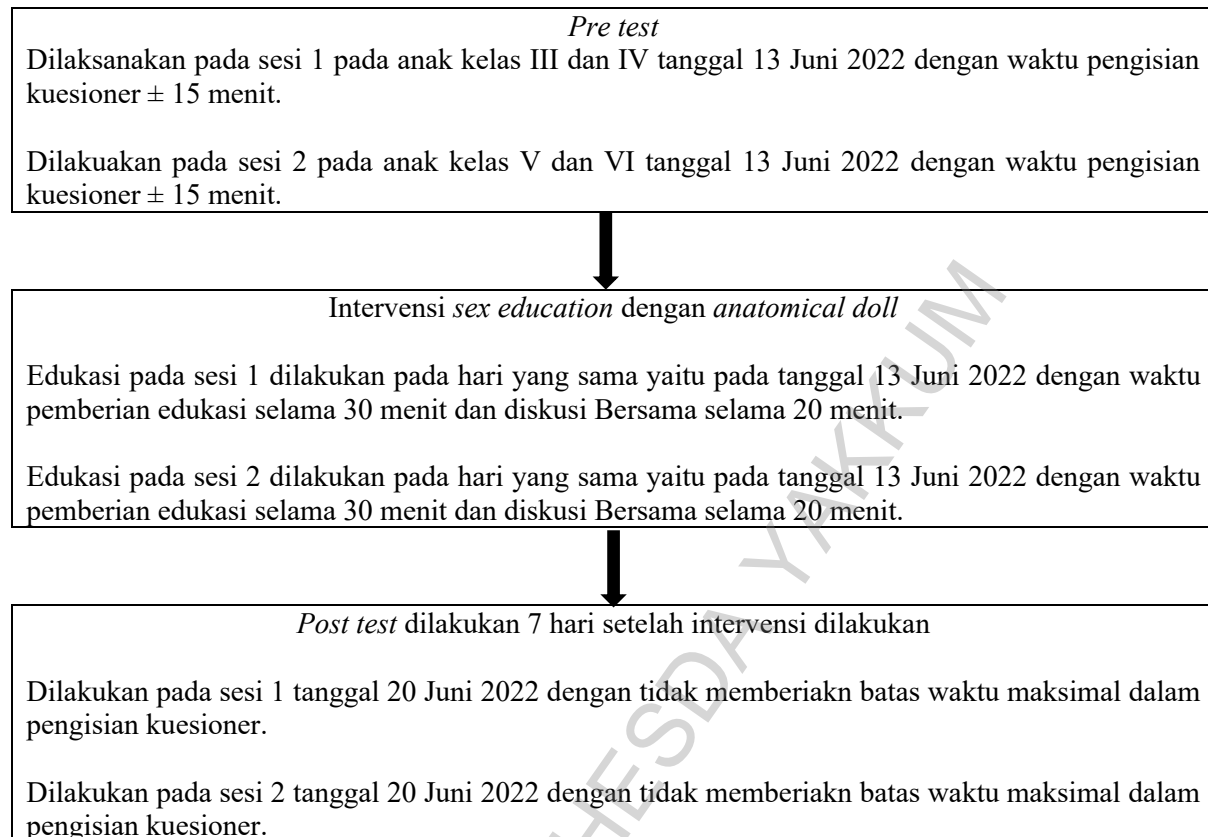 Pre test
Dilaksanakan pada sesi 1 pada anak kelas III dan IV tanggal 13 Juni 2022 dengan waktu pengisian
kuesioner ± 15 menit.
Dilakuakan pada sesi 2 pada anak kelas V dan VI tanggal 13 Juni 2022 dengan waktu pengisian
kuesioner ± 15 menit.
Intervensi sex education dengan anatomical doll
Edukasi pada sesi 1 dilakukan pada hari yang sama yaitu pada tanggal 13 Juni 2022 dengan waktu
pemberian edukasi selama 30 menit dan diskusi Bersama selama 20 menit.
Edukasi pada sesi 2 dilakukan pada hari yang sama yaitu pada tanggal 13 Juni 2022 dengan waktu
pemberian edukasi selama 30 menit dan diskusi Bersama selama 20 menit.
Post test dilakukan 7 hari setelah intervensi dilakukan
Dilakukan pada sesi 1 tanggal 20 Juni 2022 dengan tidak memberiakn batas waktu maksimal dalam
pengisian kuesioner.
Dilakukan pada sesi 2 tanggal 20 Juni 2022 dengan tidak memberiakn batas waktu maksimal dalam
pengisian kuesioner.
HESDA YAKKUM